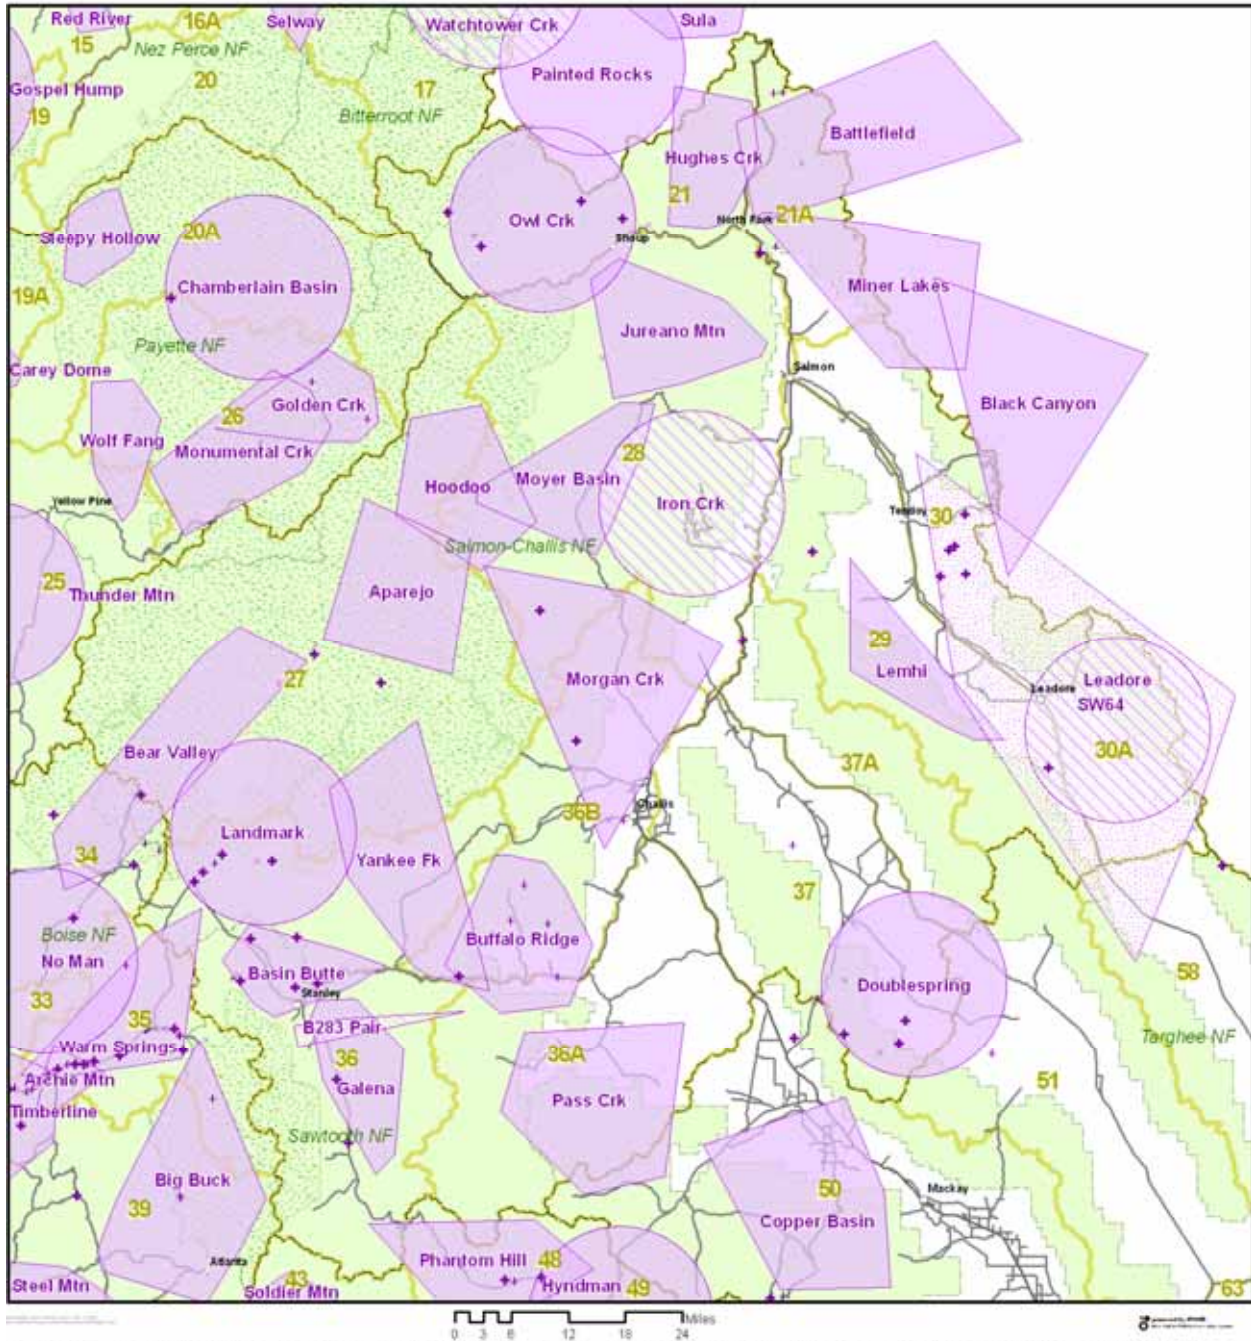 Red River
16A
Selway
Watchtower Crk
Sula
15
Nez Perce NF
20
17
Painted Rocks
Gospel Hump
19
Bitterroot NF
Battlefield
Hughes Crk
21
Owl Crk
21A
North Fork
Shoup
20A
Sleepy Hollow
Chamberlain Basin
19A
Miner Lakes
Jureano Mtn
Payette NF
Carey Dome
Salmon
Golden Crk
26
Black Canyon
Wolf Fang
Monumental Crk
28
Hoodoo
Moyer Basin
Iron Crk
Yellow Pine
Tendoy
30
Salmon-Challis NF
25
Thunder Mtn
Aparejo
29
Lemhi
27
Morgan Crk
Leadore
Leadore
SW64
30A
Bear Valley
37A
Challis
36B
Landmark
34
Yankee Fk
37
Boise NF
No Man
Buffalo Ridge
Basin Butte
Stanley
Doublespring
58
33
35
B283 Pair
Targhee NF
Warm Springs
36
36A
Archie Mtn
Galena
51
Timberline
Pass Crk
Sawtooth NF
Big Buck
39
50
Mackay
Copper Basin
Atlanta
Phantom Hill
48
43
Steel Mtn
Soldier Mtn
Hyndman
49
63
Miles
0 3 6 12 18 24